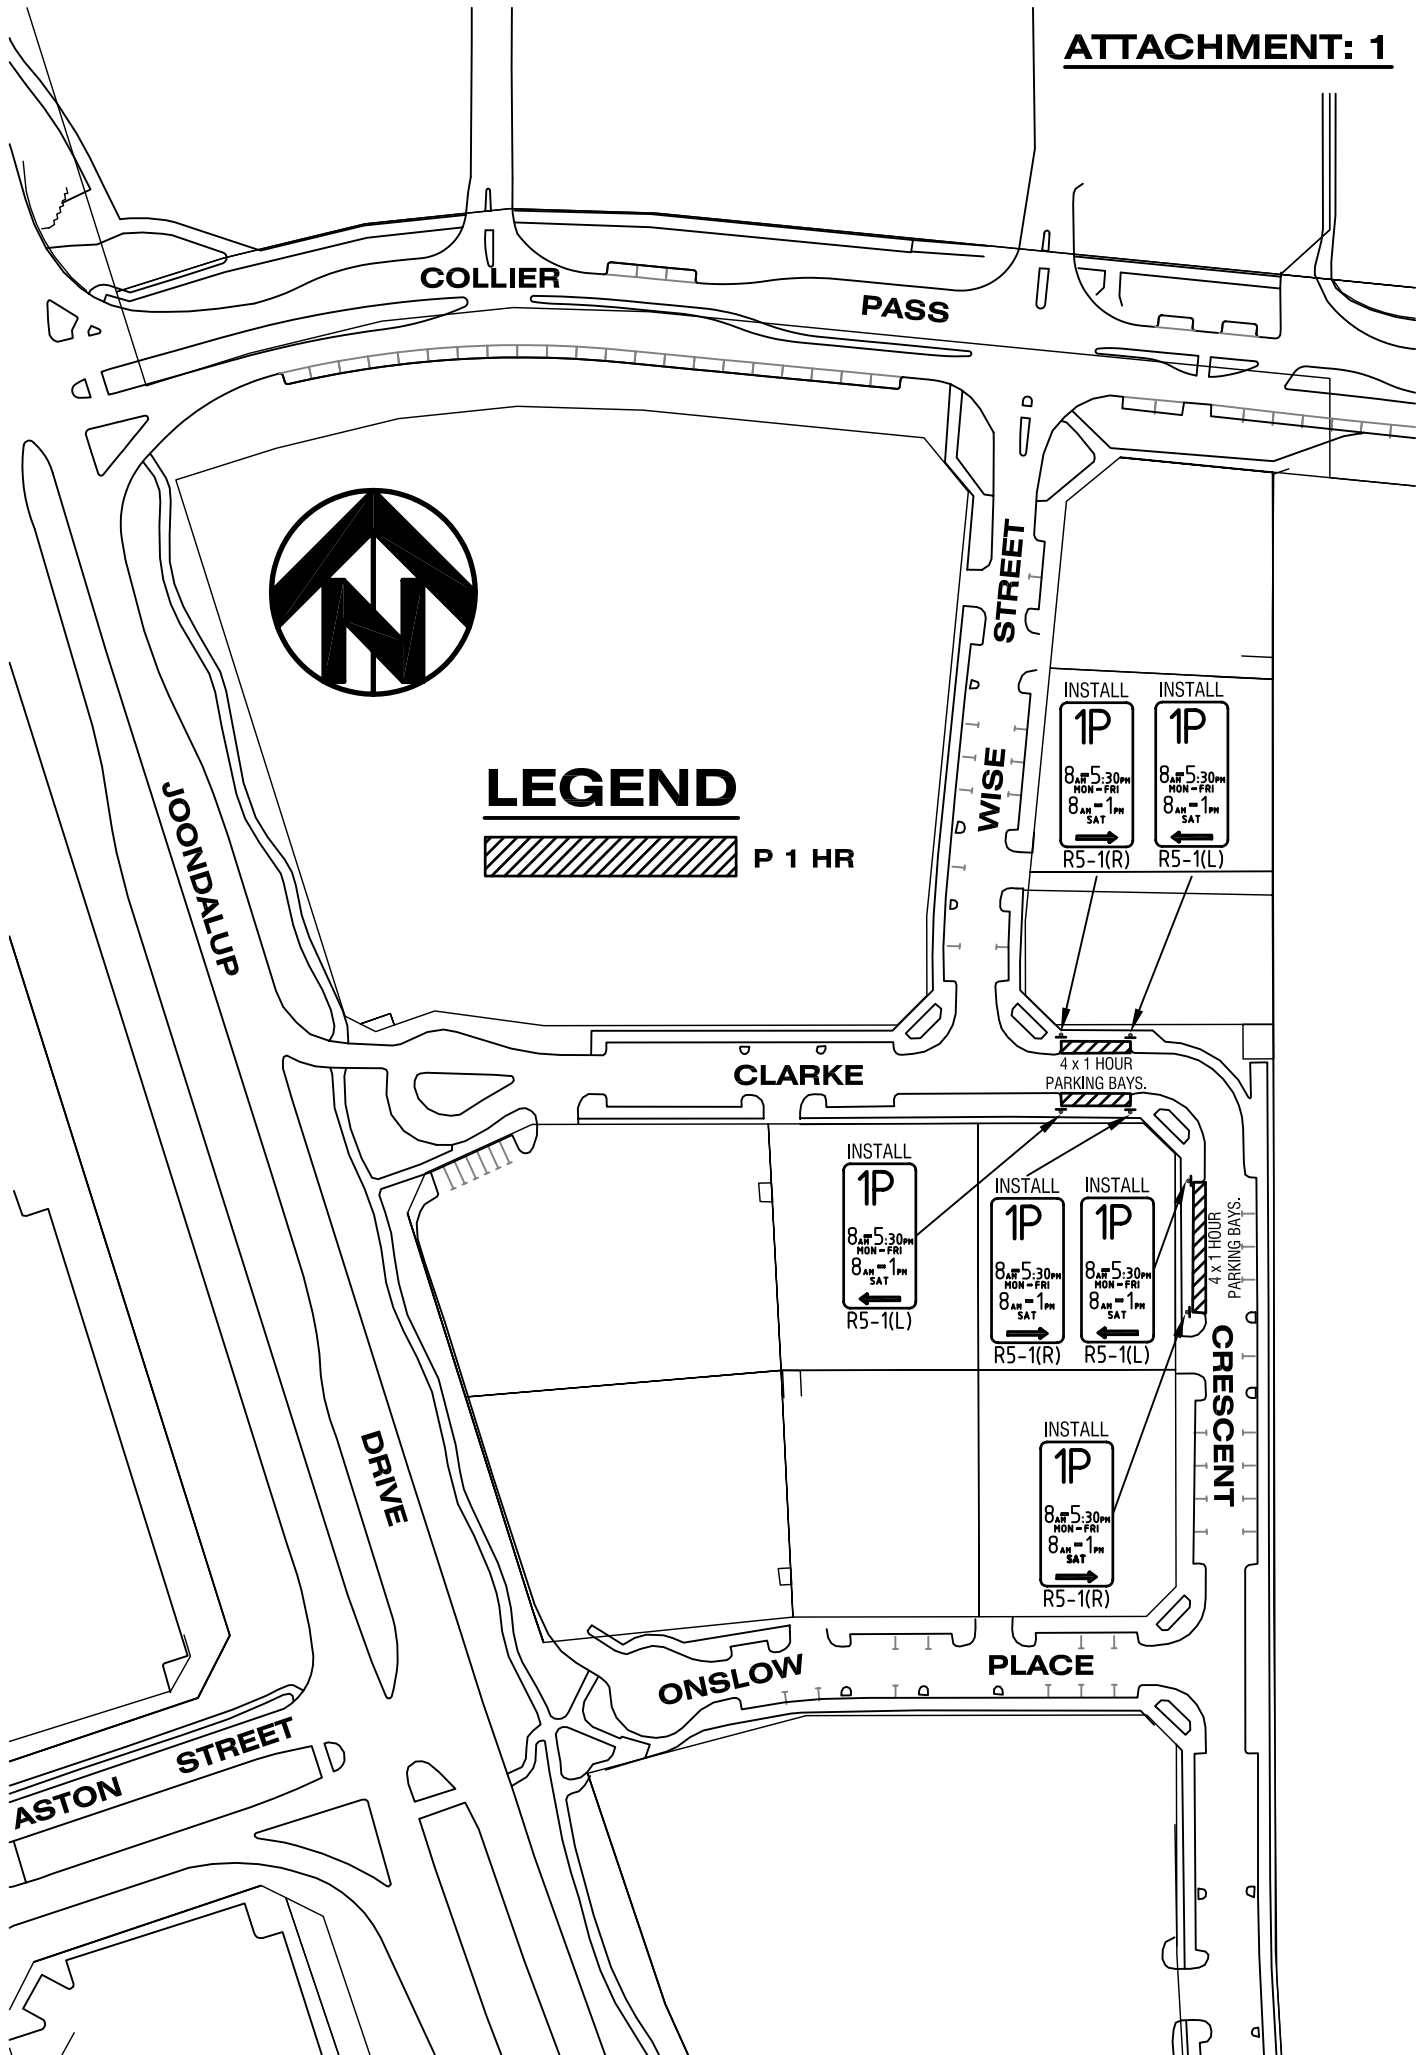 ATTACHMENT: 1
COLLIER
PASS
STREET
WISE
N
INSTALL
1P
8AM-5:30PM
MON-FRI
8AM-1PM
SAT
R5-1(R)
INSTALL
1P
8AM-5:30PM
MON-FRI
8AM-1PM
SAT
R5-1(L)
LEGEND
P 1 HR
JOONDALUP
DRIVE
CLARKE
4 x 1 HOUR
PARKING BAYS.
INSTALL
1P
8AM-5:30PM
MON-FRI
8AM-1PM
SAT
R5-1(L)
INSTALL
1P
8AM-5:30PM
MON-FRI
8AM-1PM
SAT
R5-1(R)
INSTALL
1P
8AM-5:30PM
MON-FRI
8AM-1PM
SAT
R5-1(L)
4 x 1 HOUR
PARKING BAYS.
CRESCENT
INSTALL
1P
8AM-5:30PM
MON-FRI
8AM-1PM
SAT
R5-1(R)
ONSLOW
PLACE
ASTON
STREET